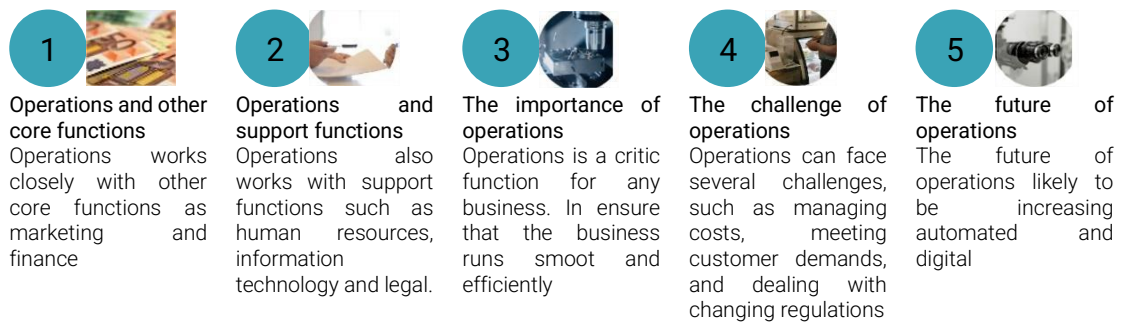 1
Operations and other
core functions
Operations works
closely with other
core functions as
marketing and
finance
2
Operations and
support functions
Operations also
works with support
functions such as
human resources,
information
technology and legal.
3
The importance of
operations
Operations is a critic
function for any
business. In ensure
that the business
runs smoot and
efficiently
4
The challenge of
operations
Operations can face
several challenges,
such as managing
costs, meeting
customer demands,
and dealing with
changing regulations
5
The future of
operations
The future of
operations likely to
be increasing
automated and
digital